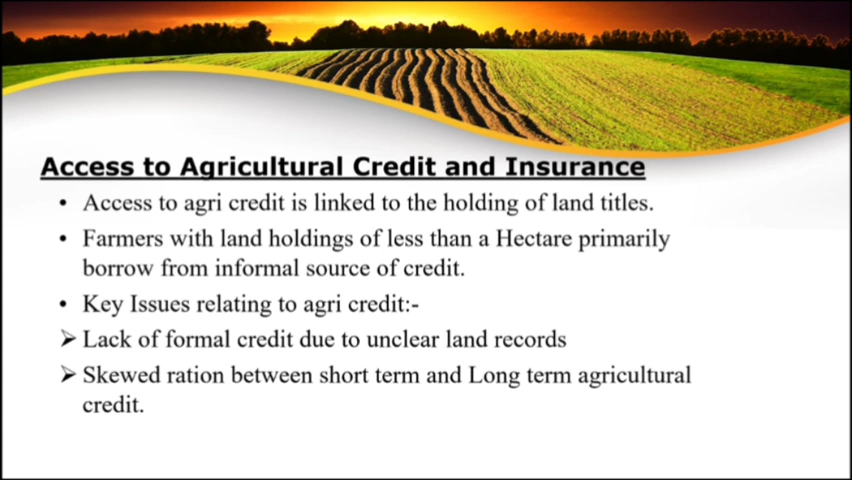 Access to Agricultural Credit and Insurance
• Access to agri credit is linked to the holding of land titles.
• Farmers with land holdings of less than a Hectare primarily
borrow from informal source of credit.
• Key Issues relating to agri credit:-
➢ Lack of formal credit due to unclear land records
➢ Skewed ration between short term and Long term agricultural
credit.